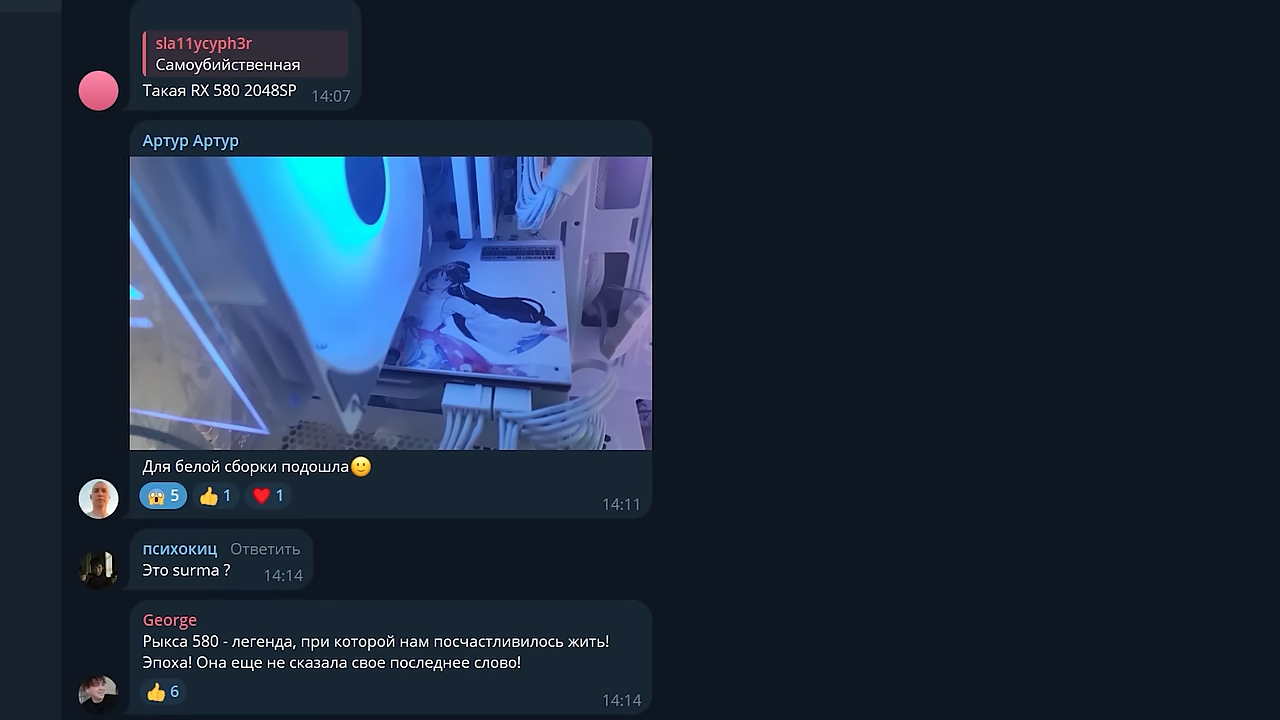 sla11ycyph3r
Самоубийственная
Такая RX 580 2048SP
14:07
Артур Артур
Для белой сборки подошла🙂
😱 5 👍 1 ❤️ 1
14:11
психокиц Ответить
Это surma ?
14:14
George
Рыкса 580 - легенда, при которой нам посчастливилось жить!
Эпоха! Она еще не сказала свое последнее слово!
👍 6
14:14